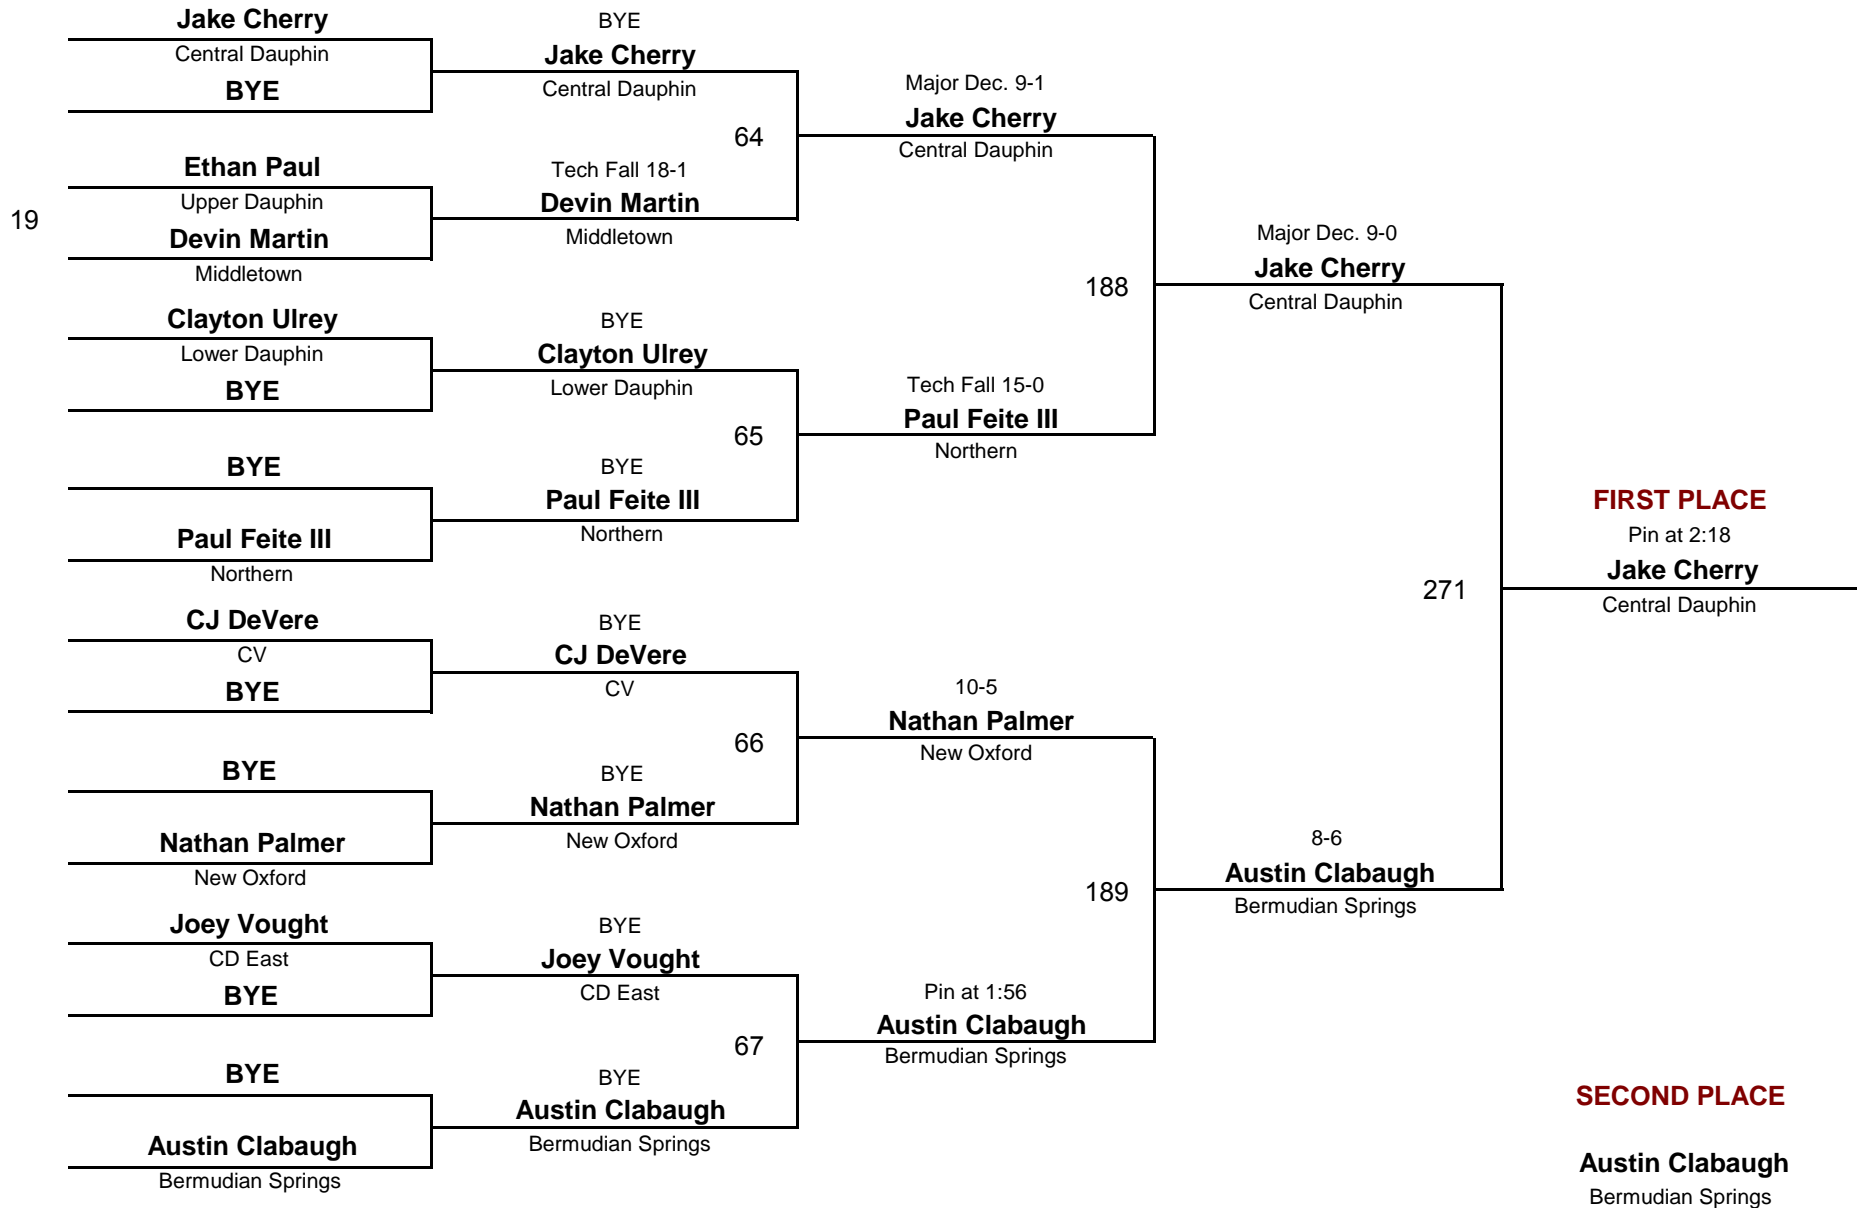 Jake Cherry
Central Dauphin
BYE
19
Ethan Paul
Upper Dauphin
Devin Martin
Middletown
Clayton Ulrey
Lower Dauphin
BYE
BYE
Paul Feite III
Northern
CJ DeVere
CV
BYE
BYE
Nathan Palmer
New Oxford
Joey Vought
CD East
BYE
BYE
Austin Clabaugh
Bermudian Springs
BYE
Jake Cherry
Central Dauphin
64
Tech Fall 18-1
Devin Martin
Middletown
BYE
Clayton Ulrey
Lower Dauphin
65
BYE
Paul Feite III
Northern
BYE
CJ DeVere
CV
66
BYE
Nathan Palmer
New Oxford
BYE
Joey Vought
CD East
67
BYE
Austin Clabaugh
Bermudian Springs
Major Dec. 9-1
Jake Cherry
Central Dauphin
188
Tech Fall 15-0
Paul Feite III
Northern
10-5
Nathan Palmer
New Oxford
189
Pin at 1:56
Austin Clabaugh
Bermudian Springs
Major Dec. 9-0
Jake Cherry
Central Dauphin
271
8-6
Austin Clabaugh
Bermudian Springs
FIRST PLACE
Pin at 2:18
Jake Cherry
Central Dauphin
SECOND PLACE
Austin Clabaugh
Bermudian Springs